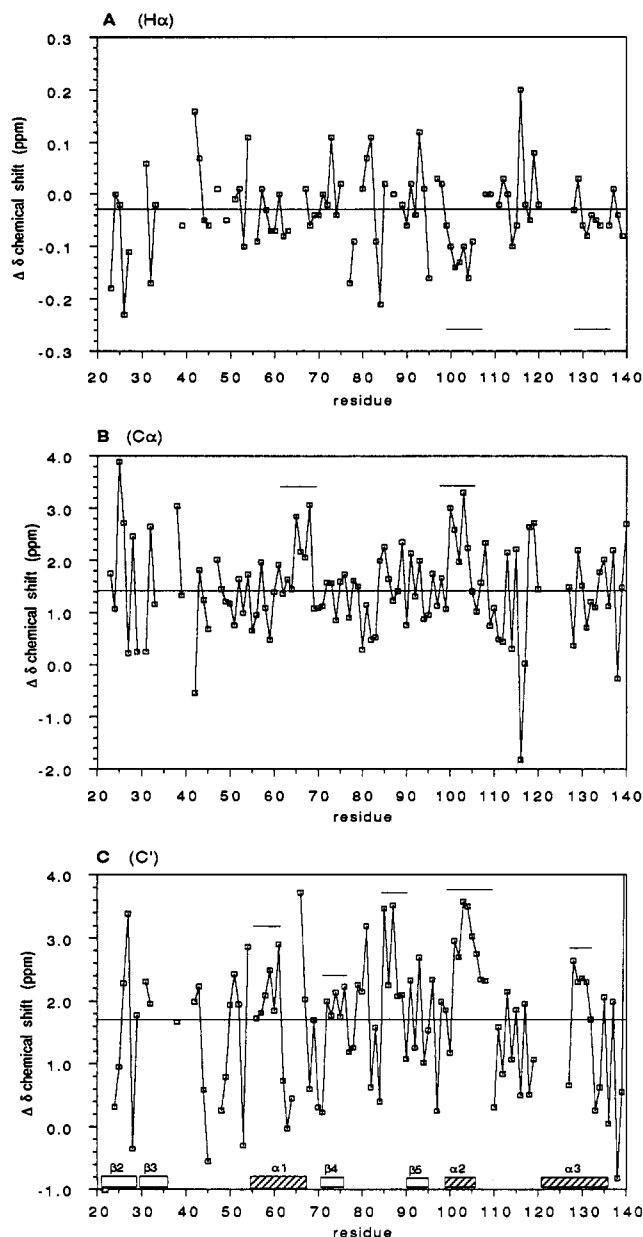 A (Hα)
0.3
0.2
0.1
0.0
-0.1
-0.2
-0.3
Δ δ chemical shift (ppm)
20 30 40 50 60 70 80 90 100 110 120 130 140
residue
B (Cα)
4.0
3.0
2.0
1.0
0.0
-1.0
-2.0
Δ δ chemical shift (ppm)
20 30 40 50 60 70 80 90 100 110 120 130 140
residue
C (C')
4.0
3.0
2.0
1.0
0.0
-1.0
Δ δ chemical shift (ppm)
β2 β3 α1 β4 β5 α2 α3
20 30 40 50 60 70 80 90 100 110 120 130 140
residue